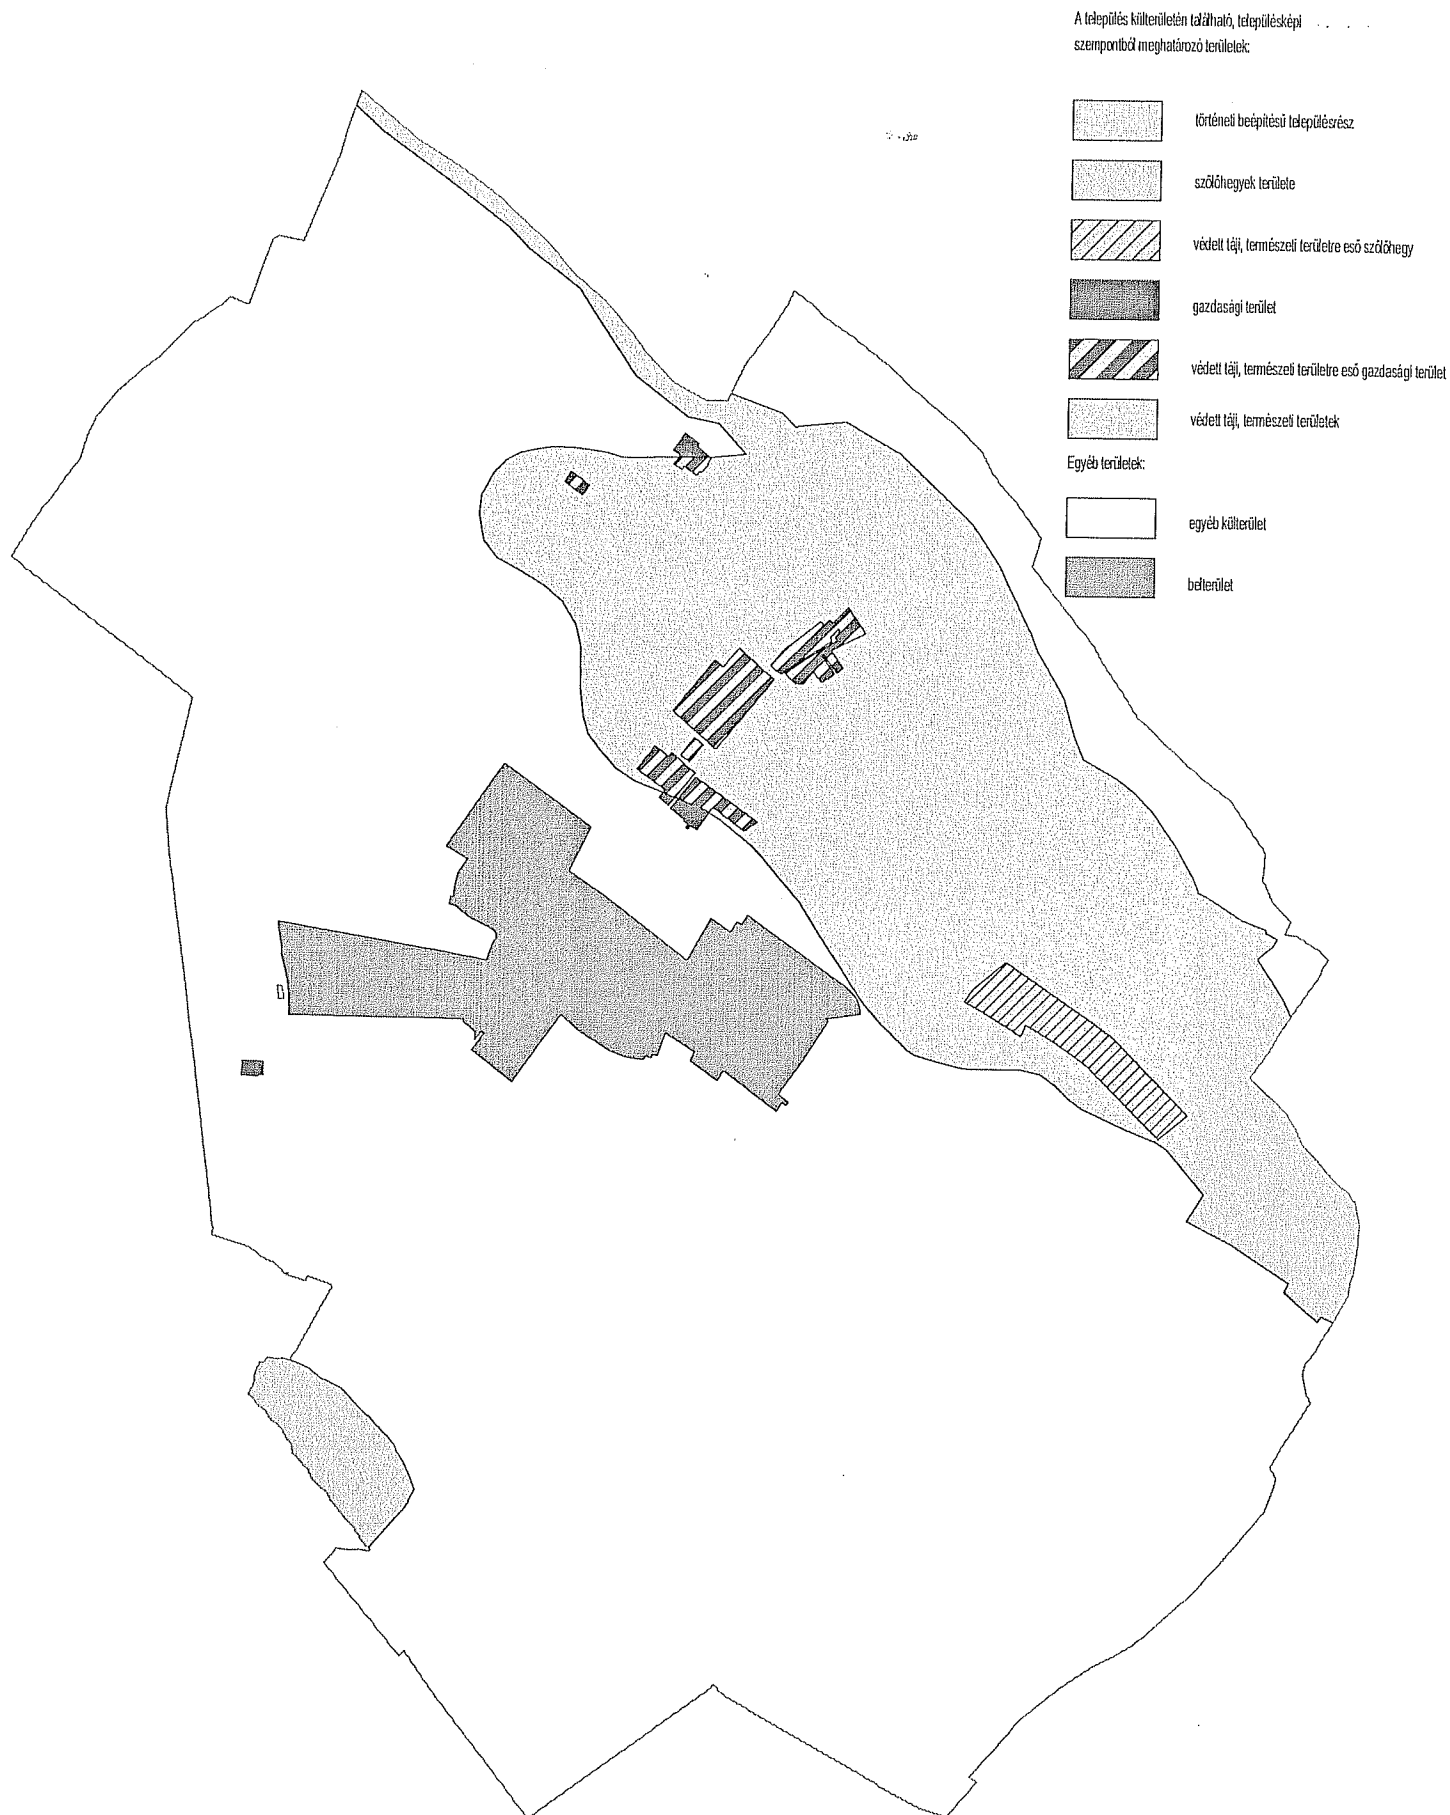 A település külterületén található, településképi
szempontból meghatározó területek:
történeti beépítésű településrész
szőlőhegyek területe
védett táji, természeti területre eső szőlőhegy
gazdasági terület
védett táji, természeti területre eső gazdasági terület
védett táji, természeti területek
Egyéb területek:
egyéb külterület
belterület